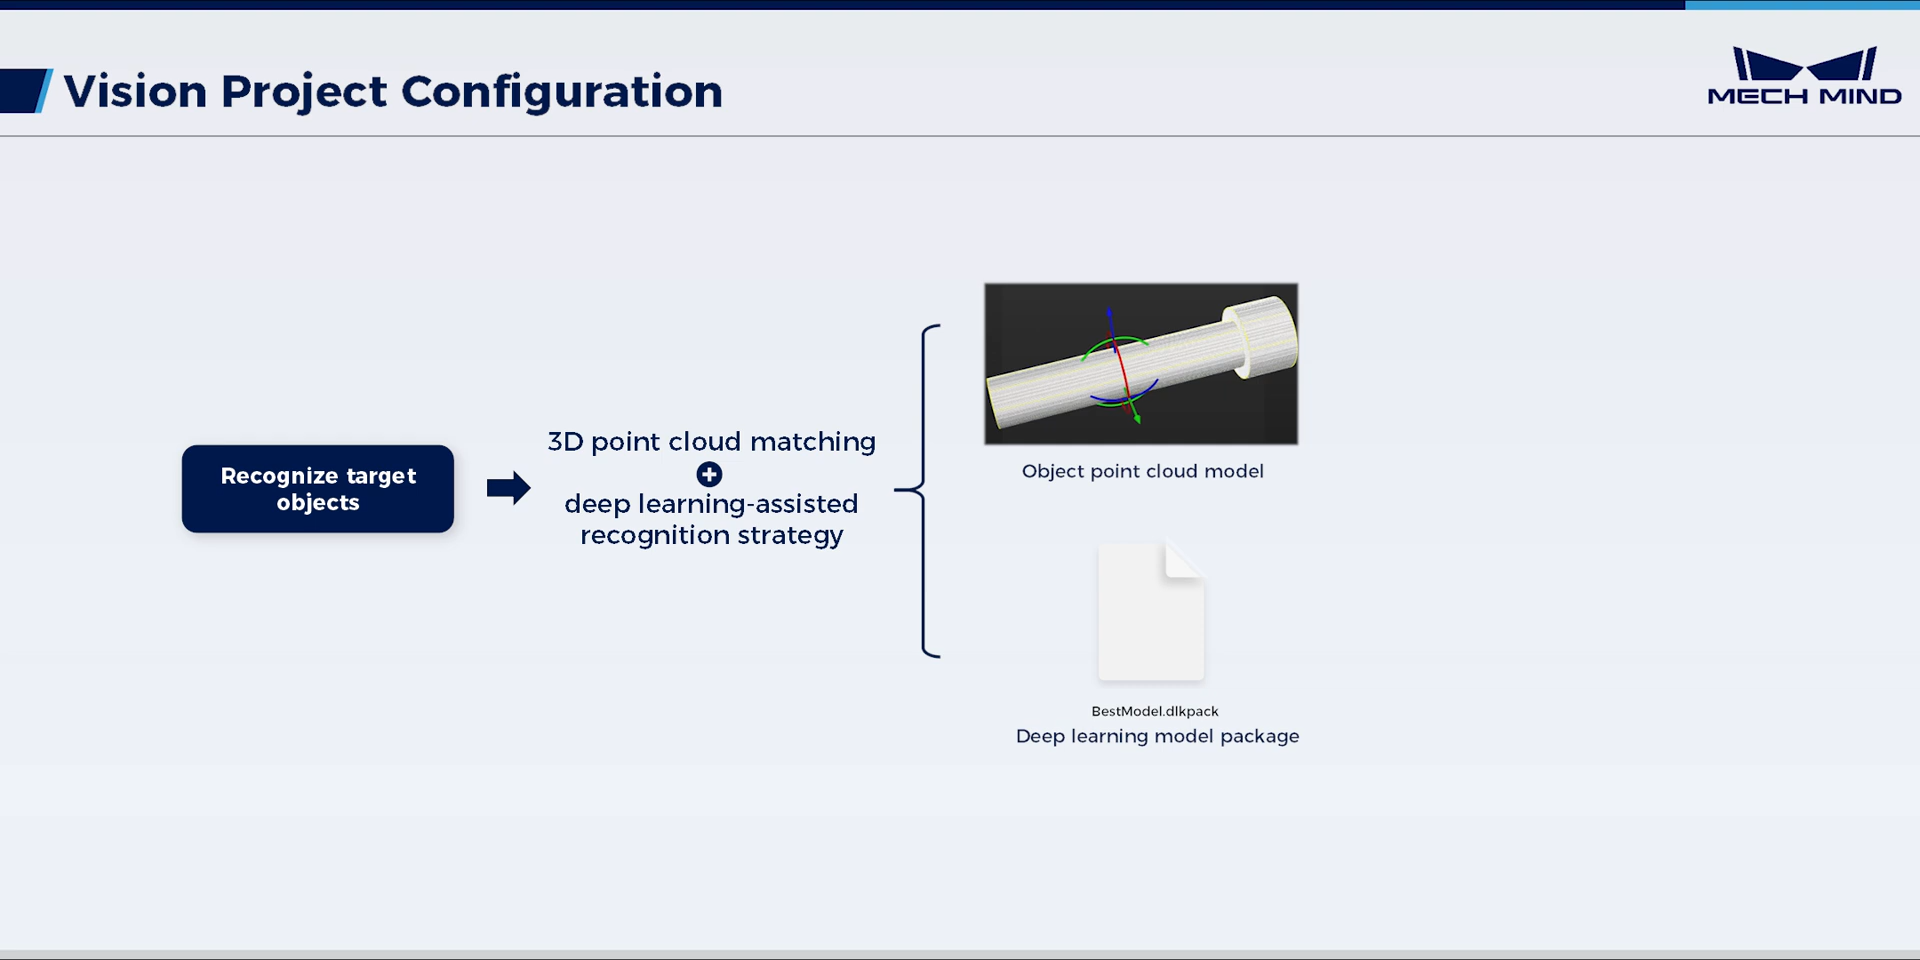 Vision Project Configuration
MECH MIND
Recognize target
objects
3D point cloud matching
deep learning-assisted
recognition strategy
Object point cloud model
BestModel.dlkpack
Deep learning model package